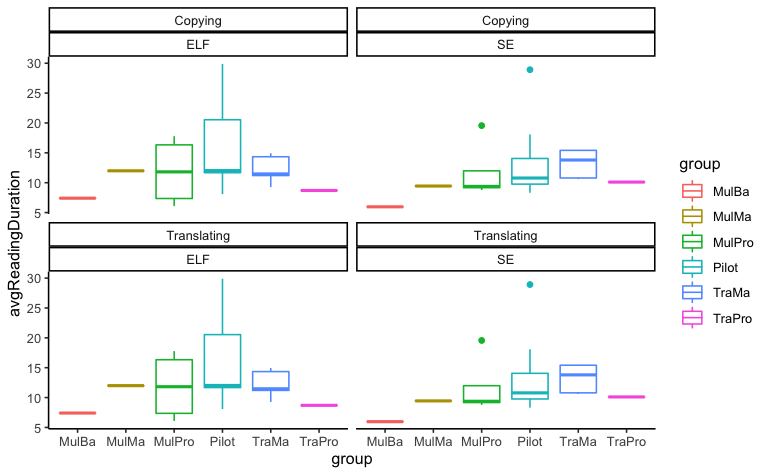 Copying
Copying
ELF
SE
30
25
20
15
10
5
Translating
Translating
ELF
SE
30
25
20
15
10
5
avgReadingDuration
MulBa MulMa MulPro Pilot TraMa TraPro
MulBa MulMa MulPro Pilot TraMa TraPro
group
group
MulBa
MulMa
MulPro
Pilot
TraMa
TraPro